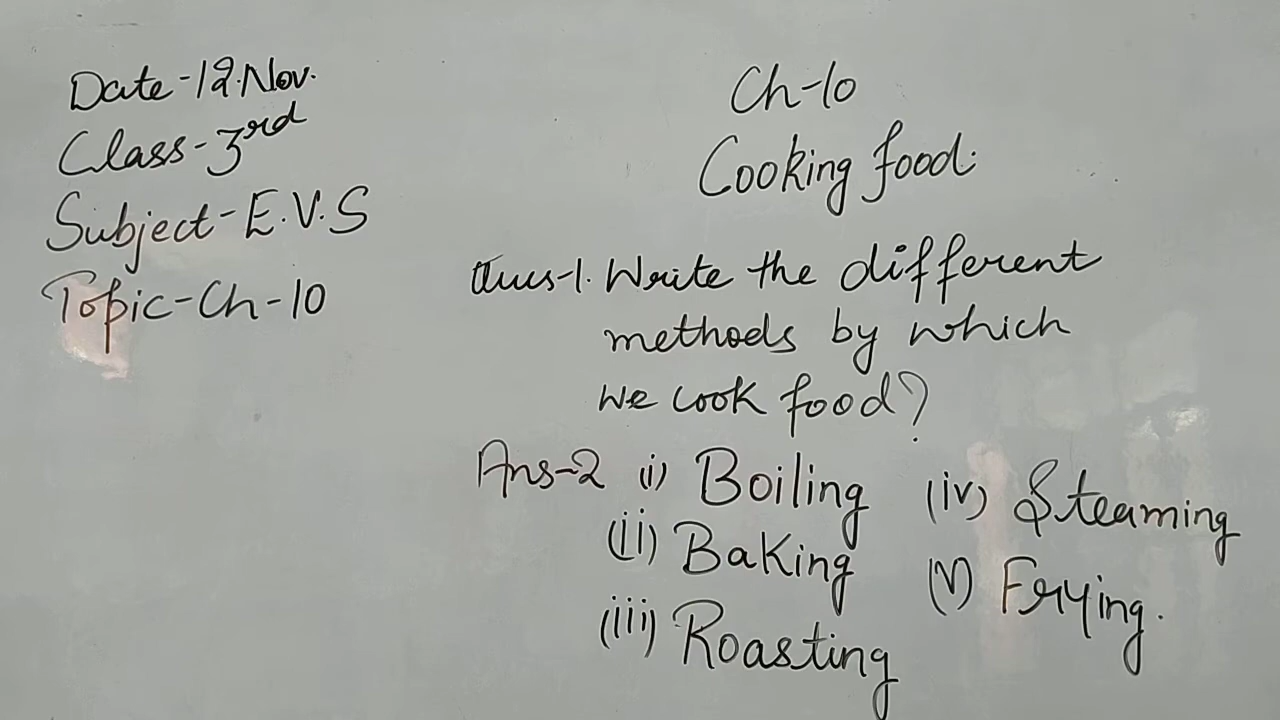 Date-12.Nov.
Class-3rd
Subject-E.V.S
Topic-Ch-10
Ch-10
Cooking food.
Ques-1. Write the different
methods by which
we cook food?
Ans-2 (i) Boiling (iv) Steaming
(ii) Baking (v) Frying.
(iii) Roasting